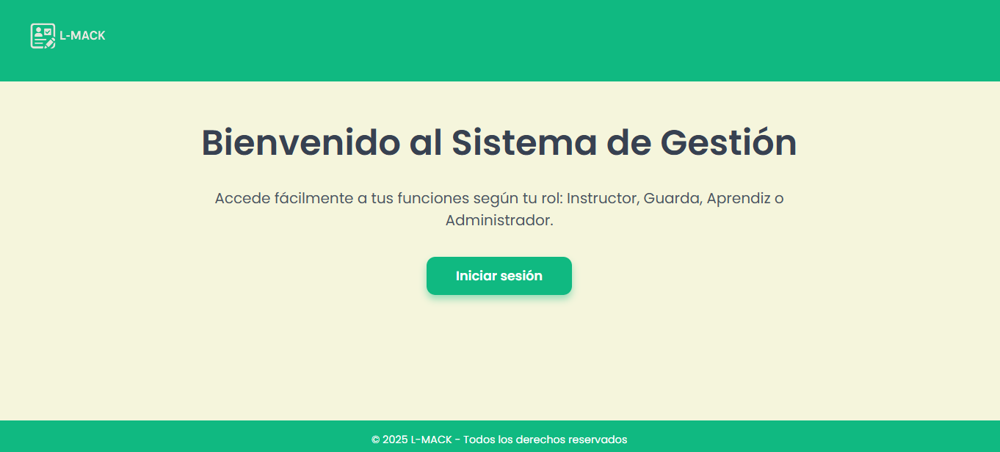 L-MACK
Bienvenido al Sistema de Gestión
Accede fácilmente a tus funciones según tu rol: Instructor, Guarda, Aprendiz o
Administrador.
Iniciar sesión
© 2025 L-MACK - Todos los derechos reservados